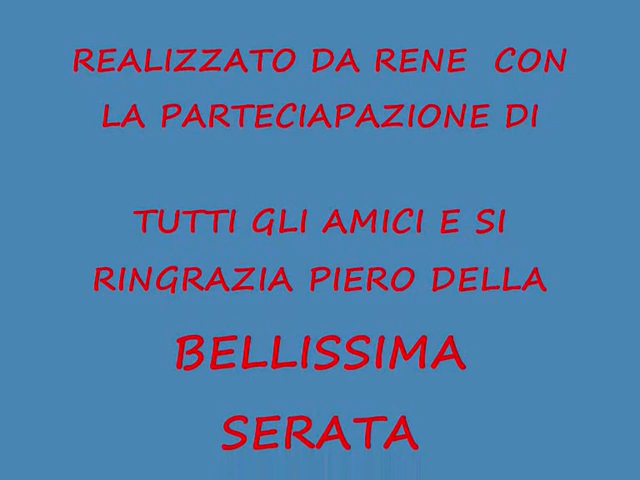 REALIZZATO DA RENE CON
LA PARTECIAPAZIONE DI
TUTTI GLI AMICI E SI
RINGRAZIA PIERO DELLA
BELLISSIMA
SERATA